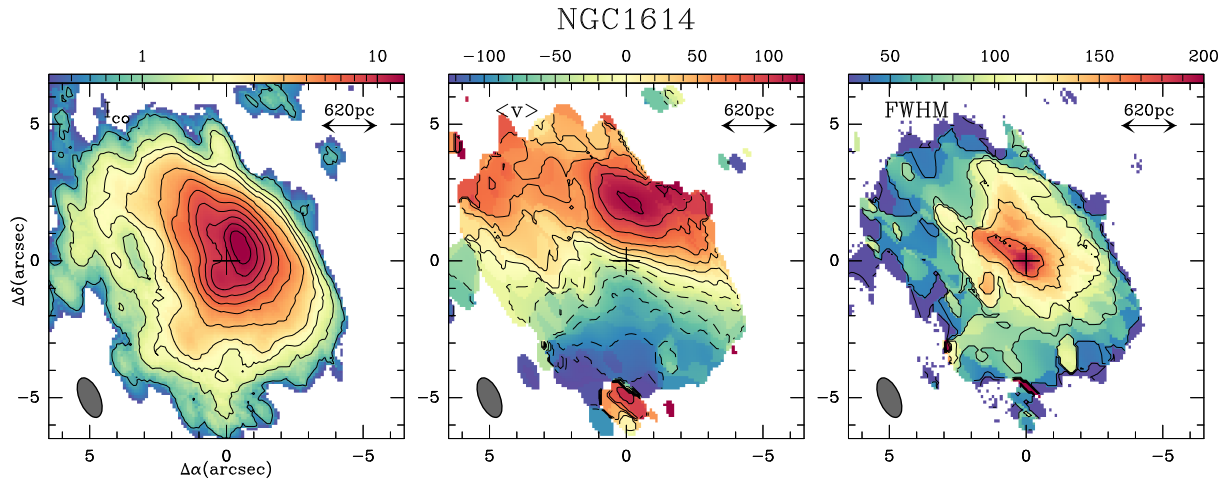 NGC1614
1 10 −100 −50 0 50 100 50 100 150 200
I_CO 620pc <v> 620pc FWHM 620pc
5 5 5
0 0 0
−5 −5 −5
5 0 −5 5 0 −5 5 0 −5
Δα(arcsec)
Δδ(arcsec)